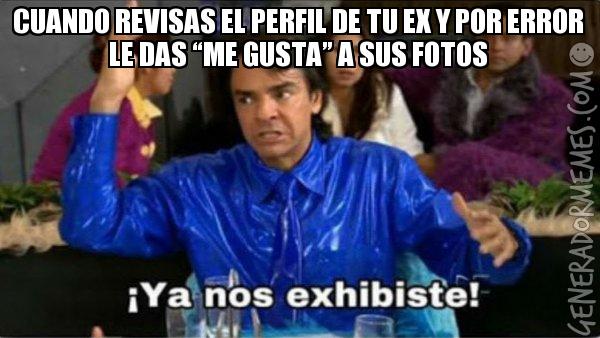 CUANDO REVISAS EL PERFIL DE TU EX Y POR ERROR
LE DAS “ME GUSTA” A SUS FOTOS
¡Ya nos exhibiste!
GENERADORMEMES.COM